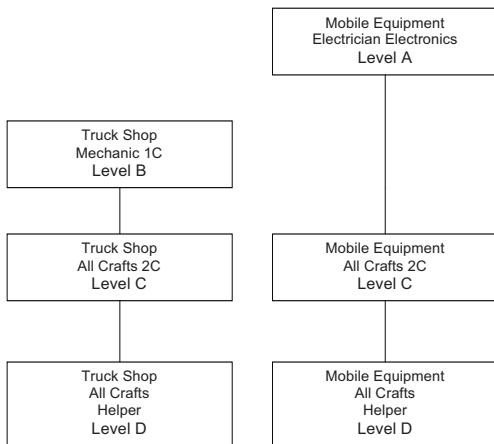 Mobile Equipment
Electrician Electronics
Level A
Truck Shop
Mechanic 1C
Level B
Truck Shop
All Crafts 2C
Level C
Mobile Equipment
All Crafts 2C
Level C
Truck Shop
All Crafts
Helper
Level D
Mobile Equipment
All Crafts
Helper
Level D